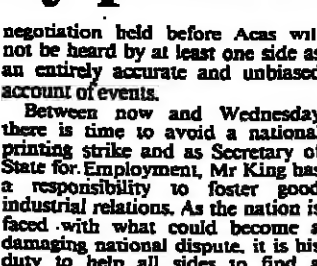 negotiation held before Acas will
not be heard by at least one side as
an entirely accurate and unbiased
account of events.
Between now and Wednesday
there is time to avoid a national
printing strike and as Secretary of
State for Employment, Mr King has
a responsibility to foster good
industrial relations. As the nation is
faced with what could become a
damaging national dispute, it is his
duty to help all sides to find a